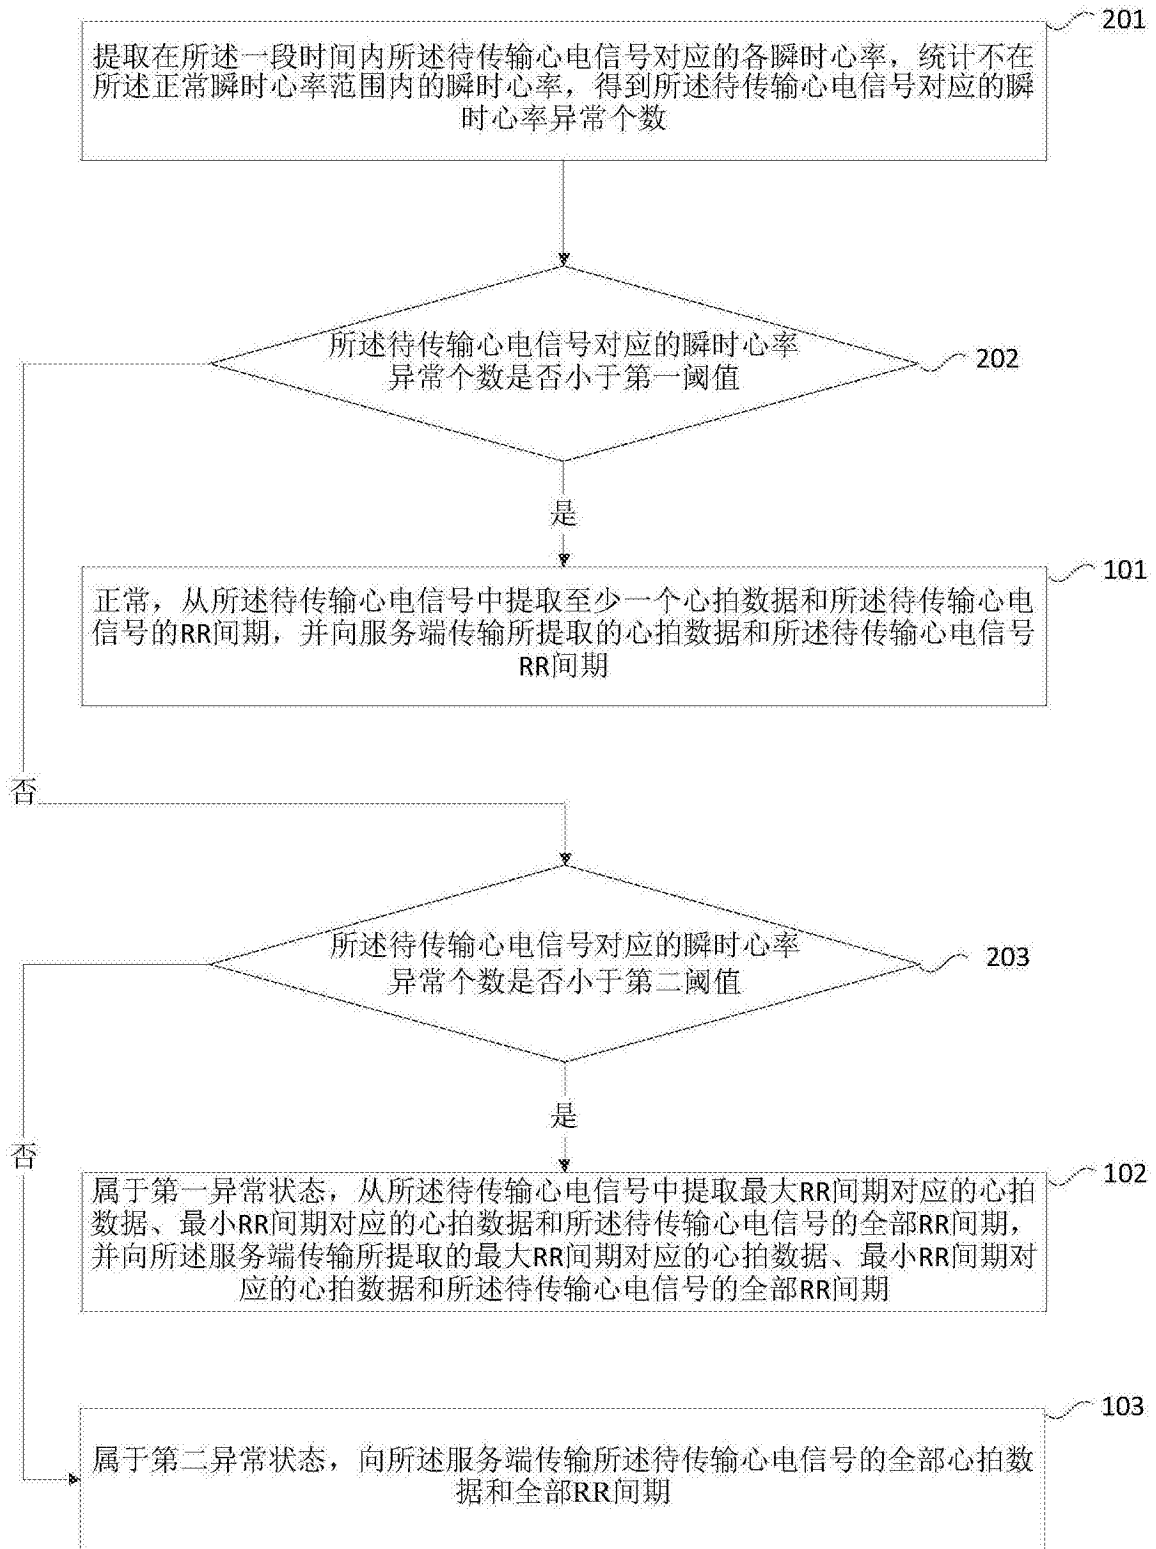 201
提取在所述一段时间内所述待传输心电信号对应的各瞬时心率，统计不在
所述正常瞬时心率范围内的瞬时心率，得到所述待传输心电信号对应的瞬
时心率异常个数
所述待传输心电信号对应的瞬时心率
异常个数是否小于第一阈值
202
是
101
正常，从所述待传输心电信号中提取至少一个心拍数据和所述待传输心电
信号的RR间期，并向服务端传输所提取的心拍数据和所述待传输心电信号
RR间期
否
所述待传输心电信号对应的瞬时心率
异常个数是否小于第二阈值
203
是
否
102
属于第一异常状态，从所述待传输心电信号中提取最大RR间期对应的心拍
数据、最小RR间期对应的心拍数据和所述待传输心电信号的全部RR间期，
并向所述服务端传输所提取的最大RR间期对应的心拍数据、最小RR间期对
应的心拍数据和所述待传输心电信号的全部RR间期
103
属于第二异常状态，向所述服务端传输所述待传输心电信号的全部心拍数
据和全部RR间期